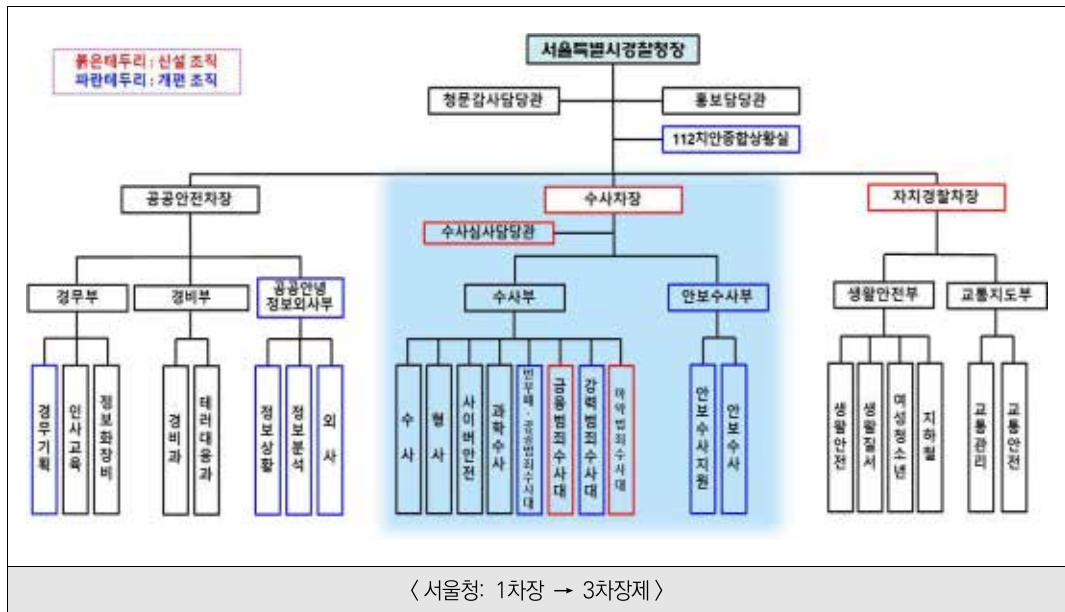 붉은테두리 : 신설 조직
파란테두리 : 개편 조직
서울특별시경찰청장
청문감사담당관
홍보담당관
112치안종합상황실
공공안전차장
수사차장
자치경찰차장
수사심사담당관
경무부
경비부
공공안녕
정보외사부
수사부
안보수사부
생활안전부
교통지도부
경무기획
인사교육
정보화장비
경비과
테러대응과
정보상황
정보분석
외사
수사
형사
사이버안전
과학수사
반부패·공공범죄수사대
금융범죄수사대
강력범죄수사대
마약범죄수사대
안보수사지원
안보수사
생활안전
생활질서
여성청소년
지하철
교통관리
교통안전
〈 서울청: 1차장 → 3차장제 〉